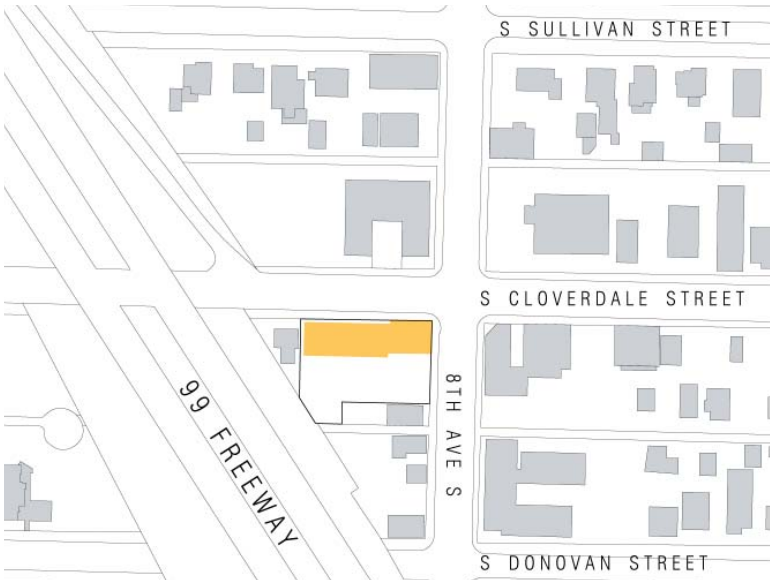 S SULLIVAN STREET
S CLOVERDALE STREET
8TH AVE S
99 FREEWAY
S DONOVAN STREET